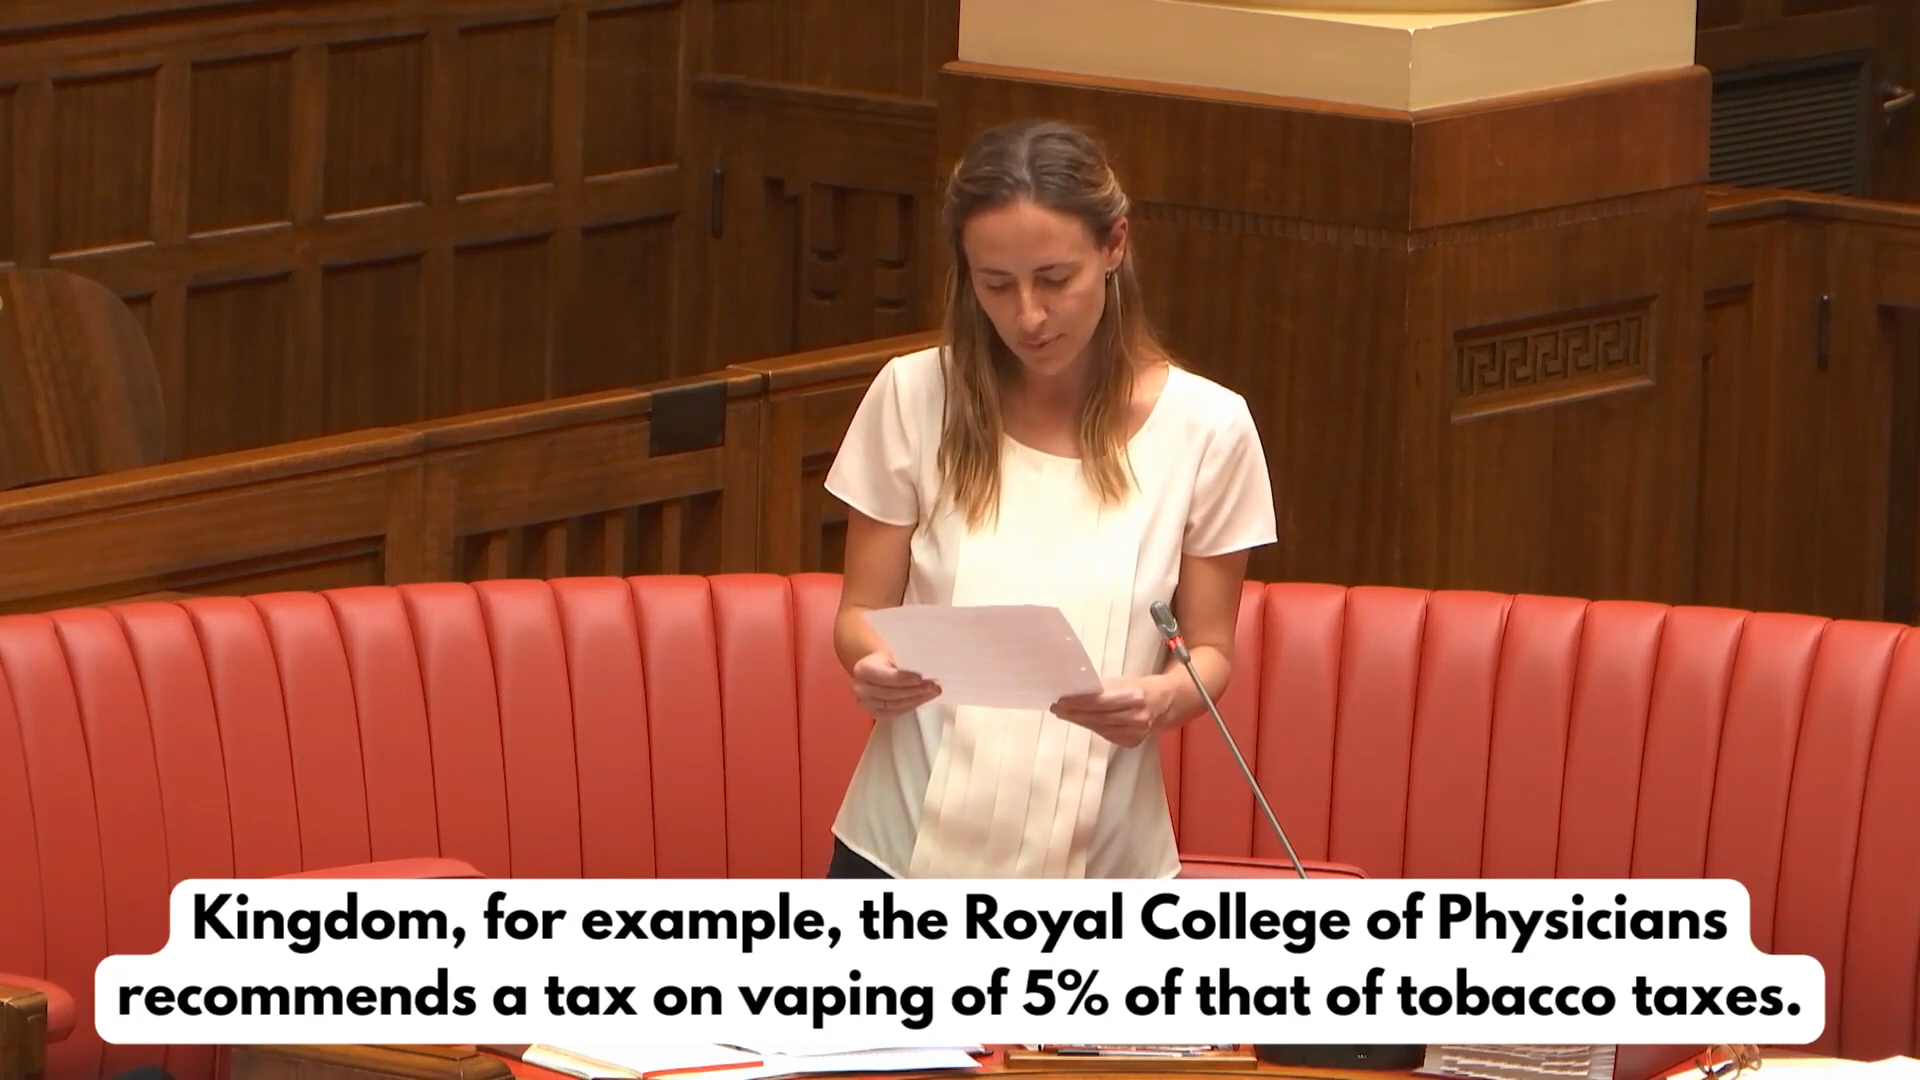 Kingdom, for example, the Royal College of Physicians
recommends a tax on vaping of 5% of that of tobacco taxes.